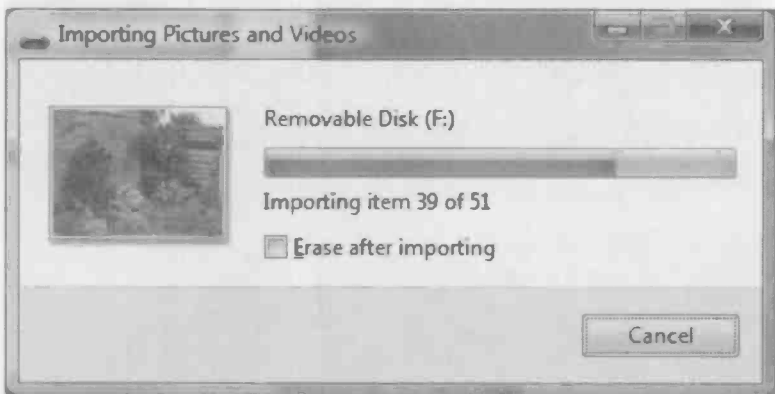 Importing Pictures and Videos
Removable Disk (F:)
Importing item 39 of 51
Erase after importing
Cancel